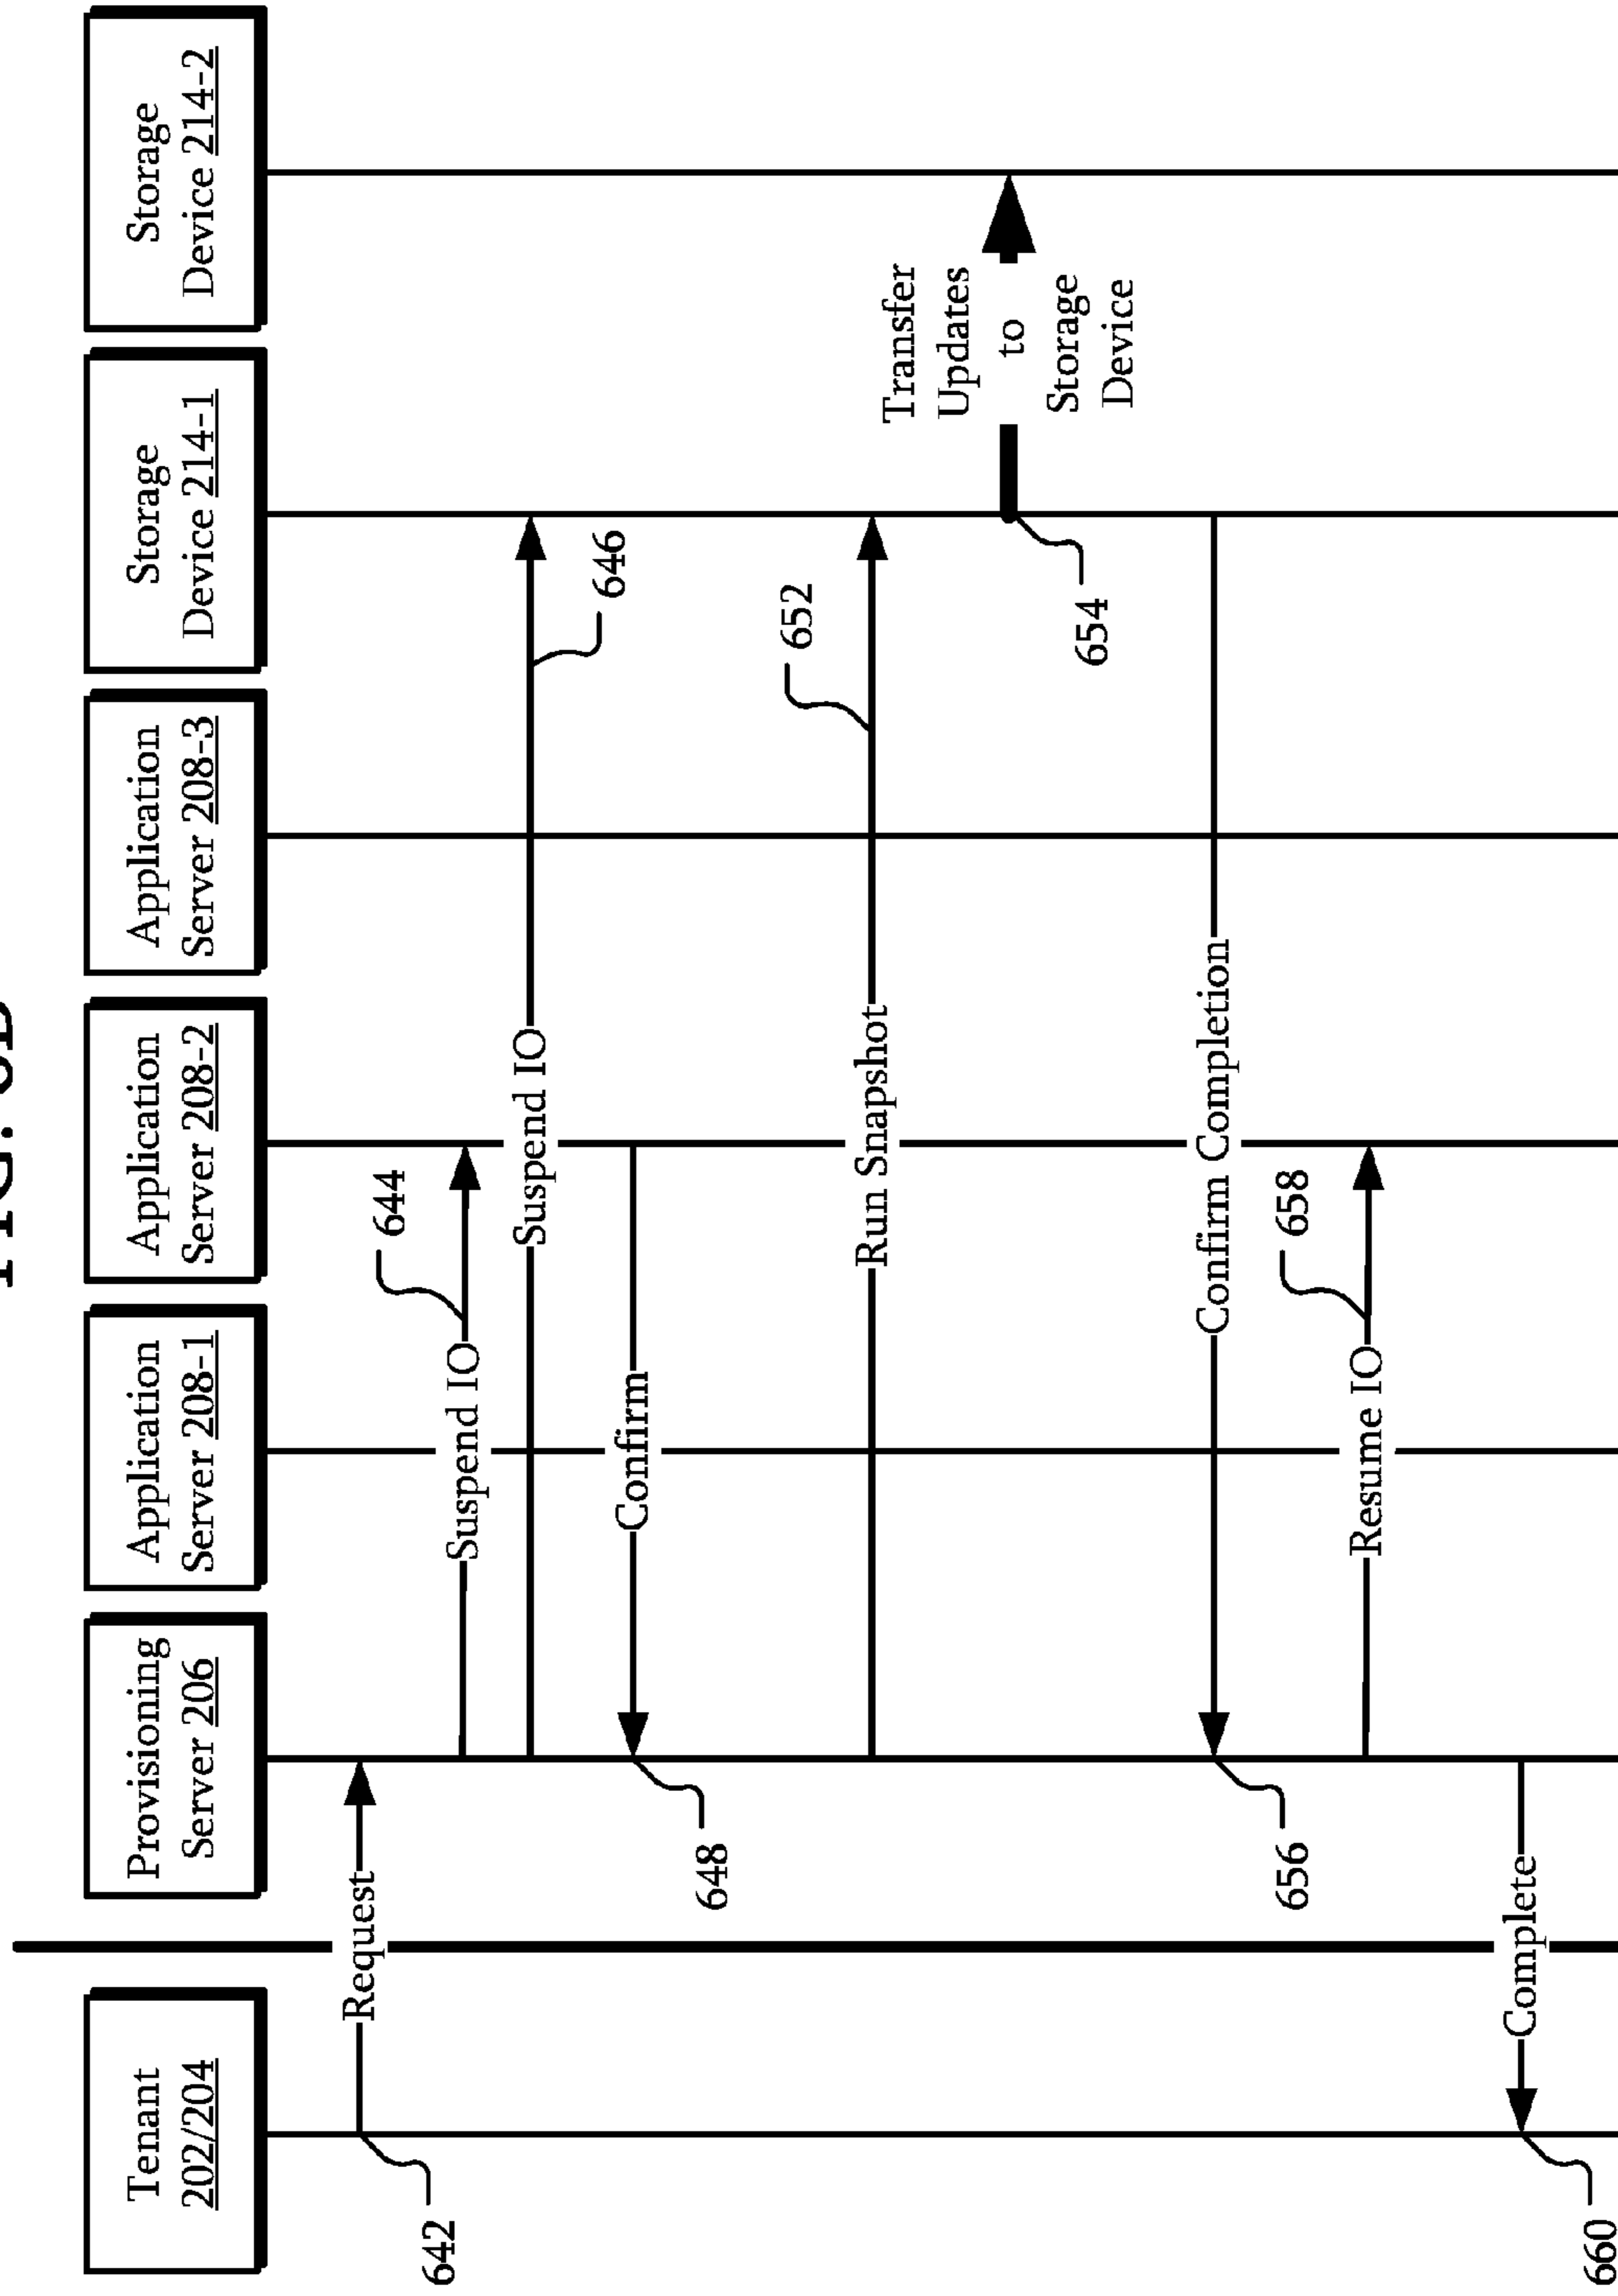 Tenant
202/204
Provisioning
Server 206
Application
Server 208-1
Application
Server 208-2
Application
Server 208-3
Storage
Device 214-1
Storage
Device 214-2
642
Request
644
Suspend IO
Suspend IO
646
Confirm
648
652
Run Snapshot
Transfer
Updates
to
Storage
Device
654
Confirm Completion
656
658
Resume IO
Complete
660